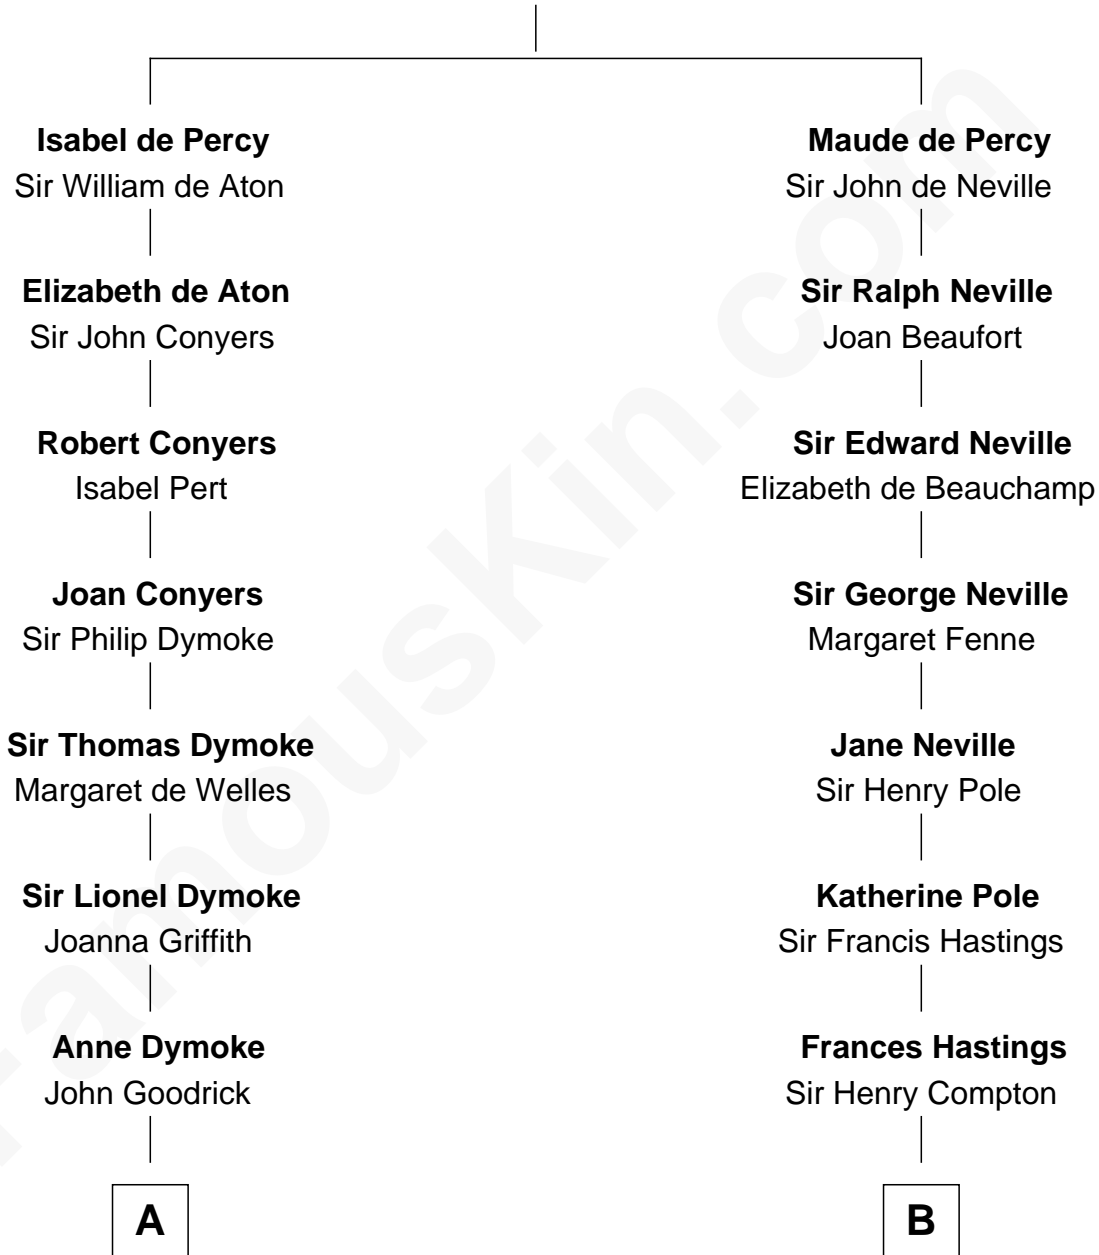 Isabel de Percy
Sir William de Aton
Elizabeth de Aton
Sir John Conyers
Robert Conyers
Isabel Pert
Joan Conyers
Sir Philip Dymoke
Sir Thomas Dymoke
Margaret de Welles
Sir Lionel Dymoke
Joanna Griffith
Anne Dymoke
John Goodrick
A
Maude de Percy
Sir John de Neville
Sir Ralph Neville
Joan Beaufort
Sir Edward Neville
Elizabeth de Beauchamp
Sir George Neville
Margaret Fenne
Jane Neville
Sir Henry Pole
Katherine Pole
Sir Francis Hastings
Frances Hastings
Sir Henry Compton
B
FamousKin.com